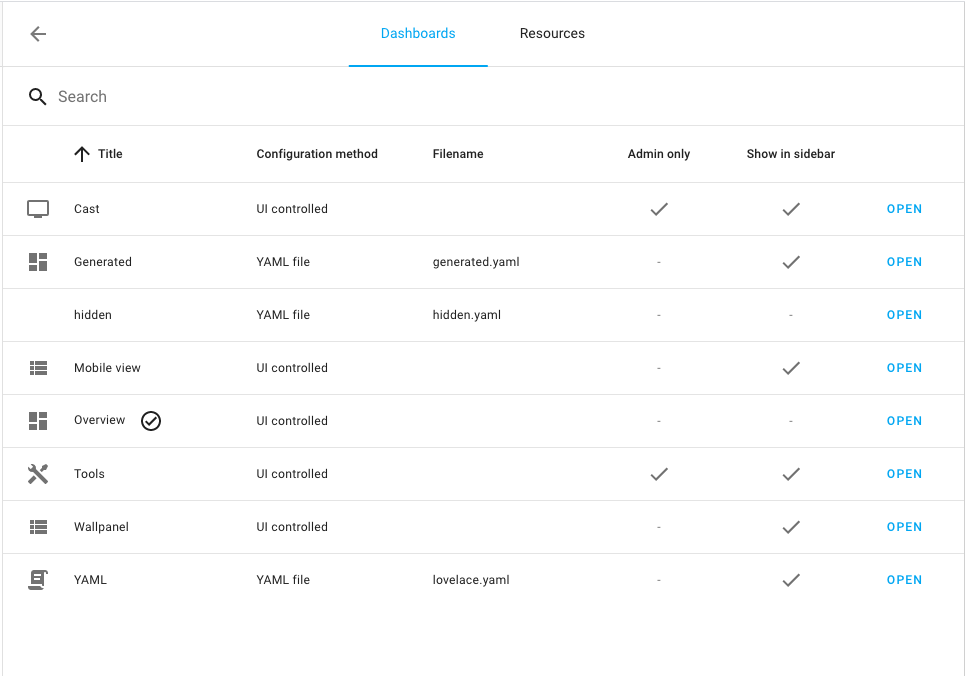 Dashboards Resources
Search
Title Configuration method Filename Admin only Show in sidebar
Cast UI controlled OPEN
Generated YAML file generated.yaml - OPEN
hidden YAML file hidden.yaml - - OPEN
Mobile view UI controlled - OPEN
Overview UI controlled - - OPEN
Tools UI controlled OPEN
Wallpanel UI controlled - OPEN
YAML YAML file lovelace.yaml - OPEN